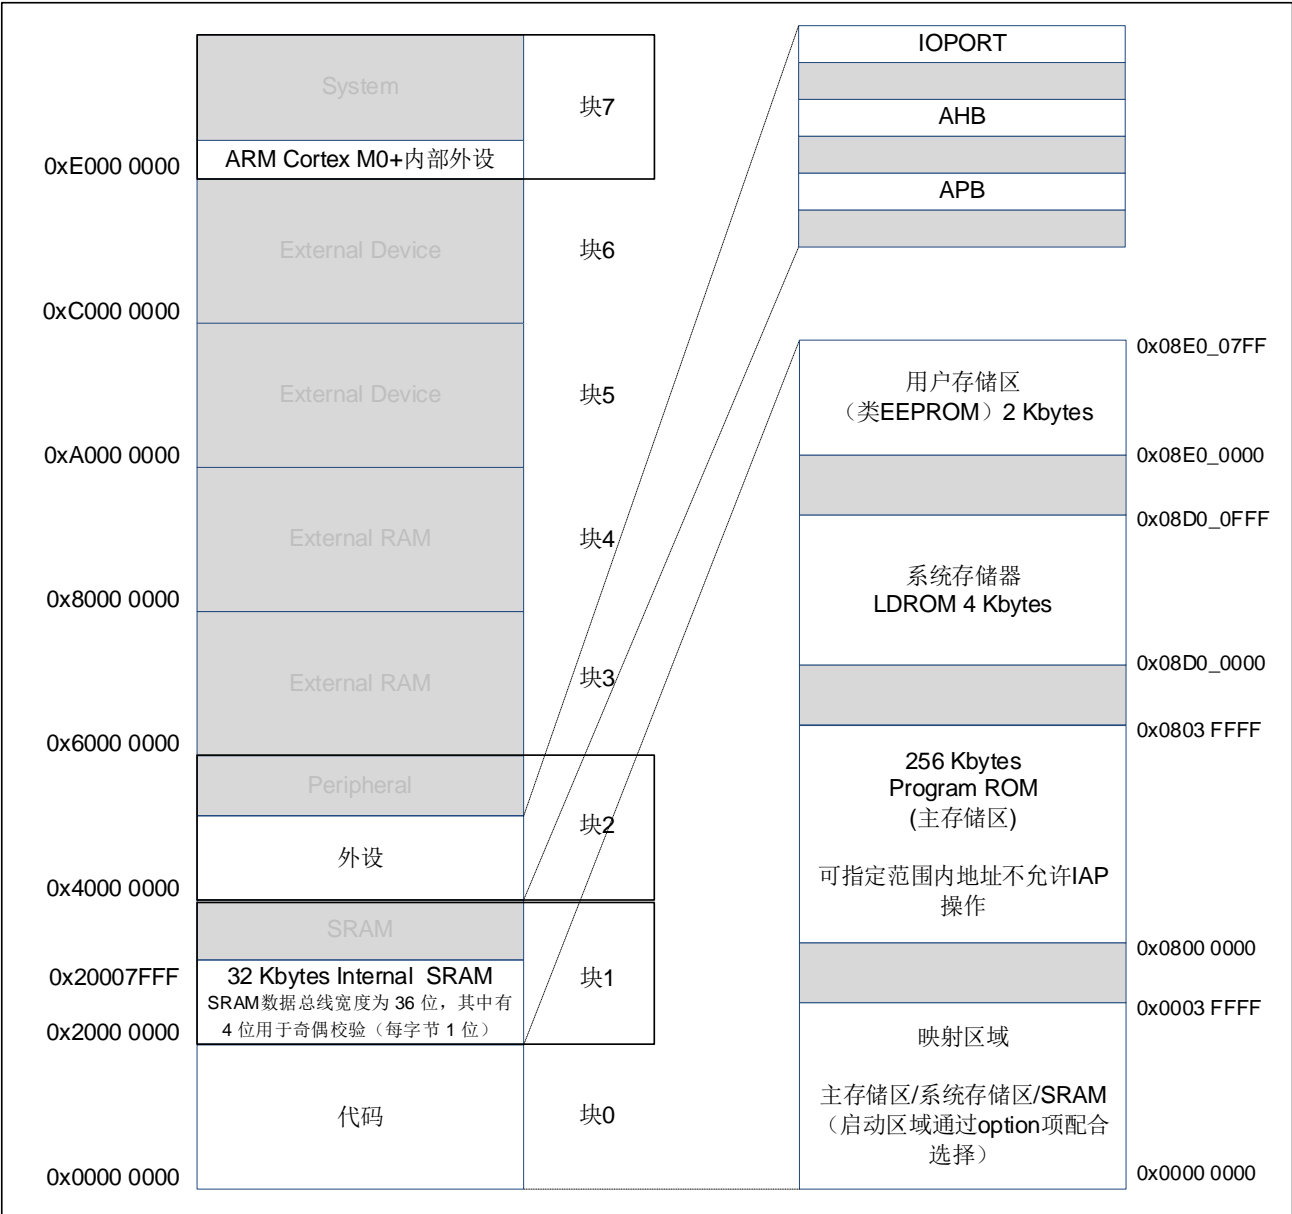 System
块7
ARM Cortex M0+内部外设
0xE000 0000
External Device
块6
0xC000 0000
External Device
块5
0xA000 0000
External RAM
块4
0x8000 0000
External RAM
块3
0x6000 0000
Peripheral
块2
外设
0x4000 0000
SRAM
0x20007FFF
32 Kbytes Internal SRAM
SRAM数据总线宽度为 36 位，其中有
4 位用于奇偶校验（每字节 1 位）
块1
0x2000 0000
代码
块0
0x0000 0000
IOPORT
AHB
APB
0x08E0_07FF
用户存储区
（类EEPROM）2 Kbytes
0x08E0_0000
0x08D0_0FFF
系统存储器
LDROM 4 Kbytes
0x08D0_0000
0x0803 FFFF
256 Kbytes
Program ROM
(主存储区)
可指定范围内地址不允许IAP
操作
0x0800 0000
0x0003 FFFF
映射区域
主存储区/系统存储区/SRAM
（启动区域通过option项配合
选择）
0x0000 0000